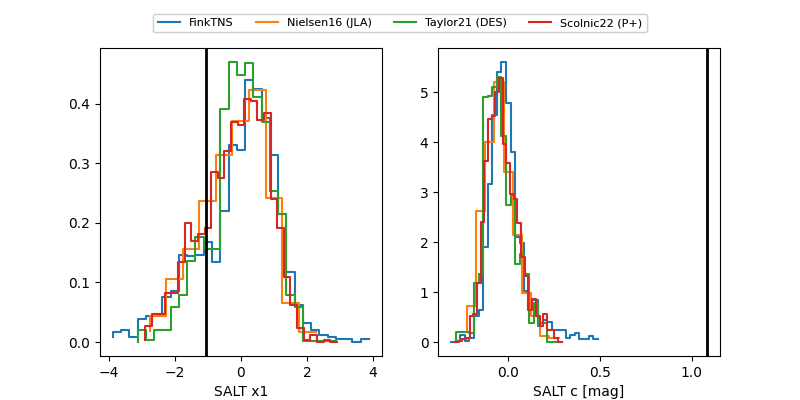 FinkTNS Nielsen16 (JLA) Taylor21 (DES) Scolnic22 (P+)
0.4
0.3
0.2
0.1
0.0
−4 −2 0 2 4
SALT x1
5
4
3
2
1
0
0.0 0.5 1.0
SALT c [mag]